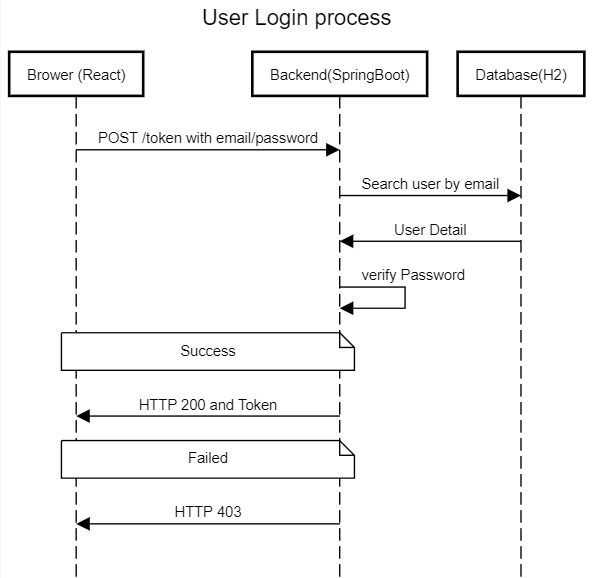 User Login process
Brower (React)
Backend(SpringBoot)
Database(H2)
POST /token with email/password
Search user by email
User Detail
verify Password
Success
HTTP 200 and Token
Failed
HTTP 403